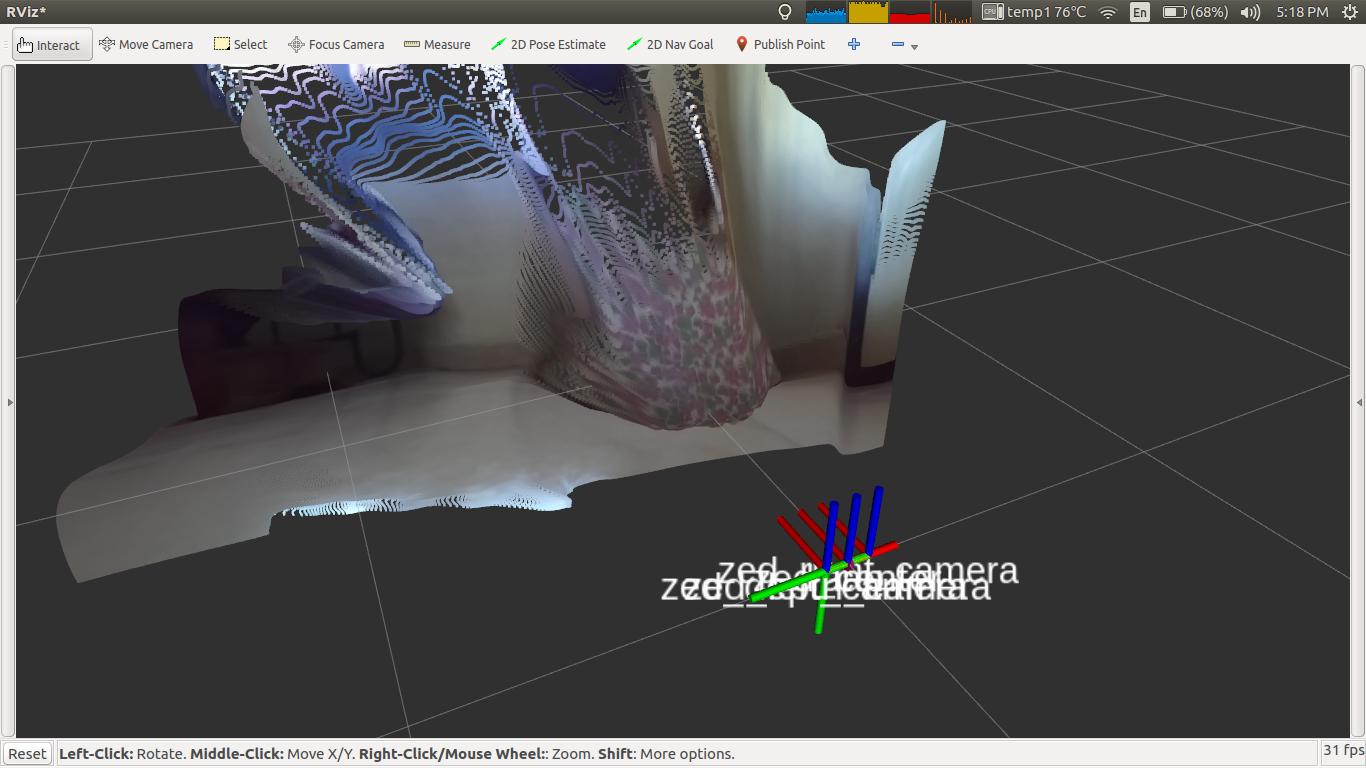 RViz*
temp1 76°C
En
(68%)
5:18 PM
Interact
Move Camera
Select
Focus Camera
Measure
2D Pose Estimate
2D Nav Goal
Publish Point
Reset
Left-Click: Rotate. Middle-Click: Move X/Y. Right-Click/Mouse Wheel:: Zoom. Shift: More options.
31 fps